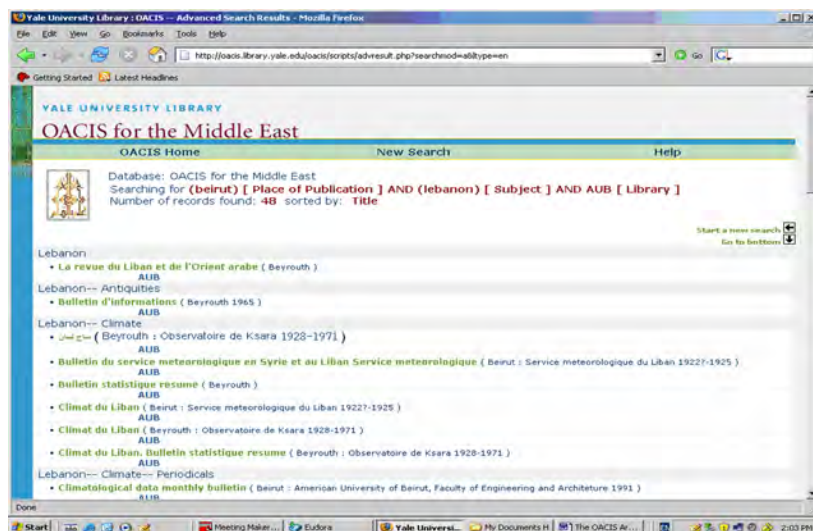 Yale University Library : OACIS -- Advanced Search Results - Mozilla Firefox
File Edit View Go Bookmarks Tools Help
http://oacis.library.yale.edu/oacis/scripts/advresult.php?searchmod=all&type=en Go
Getting Started Latest Headlines
YALE UNIVERSITY LIBRARY
OACIS for the Middle East
OACIS Home New Search Help
Database: OACIS for the Middle East
Searching for (beirut) [ Place of Publication ] AND (lebanon) [ Subject ] AND AUB [ Library ]
Number of records found: 48 sorted by: Title
Start a new search
Go to bottom
Lebanon
• La revue du Liban et de l'Orient arabe ( Beyrouth )
AUB
Lebanon-- Antiquities
• Bulletin d'informations ( Beyrouth 1965 )
AUB
Lebanon-- Climate
• ( Beyrouth : Observatoire de Ksara 1928-1971 )
AUB
• Bulletin du service meteorologique en Syrie et au Liban Service meteorologique ( Beirut : Service meteorologique du Liban 1922?-1925 )
AUB
• Bulletin statistique resume ( Beyrouth )
AUB
• Climat du Liban ( Beirut : Service meteorologique du Liban 1922?-1925 )
AUB
• Climat du Liban ( Beyrouth : Observatoire de Ksara 1928-1971 )
AUB
• Climat du Liban. Bulletin statistique resume ( Beyrouth : Observatoire de Ksara 1928-1971 )
AUB
Lebanon-- Climate-- Periodicals
• Climatological data monthly bulletin ( Beirut : American University of Beirut, Faculty of Engineering and Architeture 1991 )
AUB
Done
Start Meeting Maker... Eudora Yale Universi... My Documents H The OACIS Ar... 2:03 PM